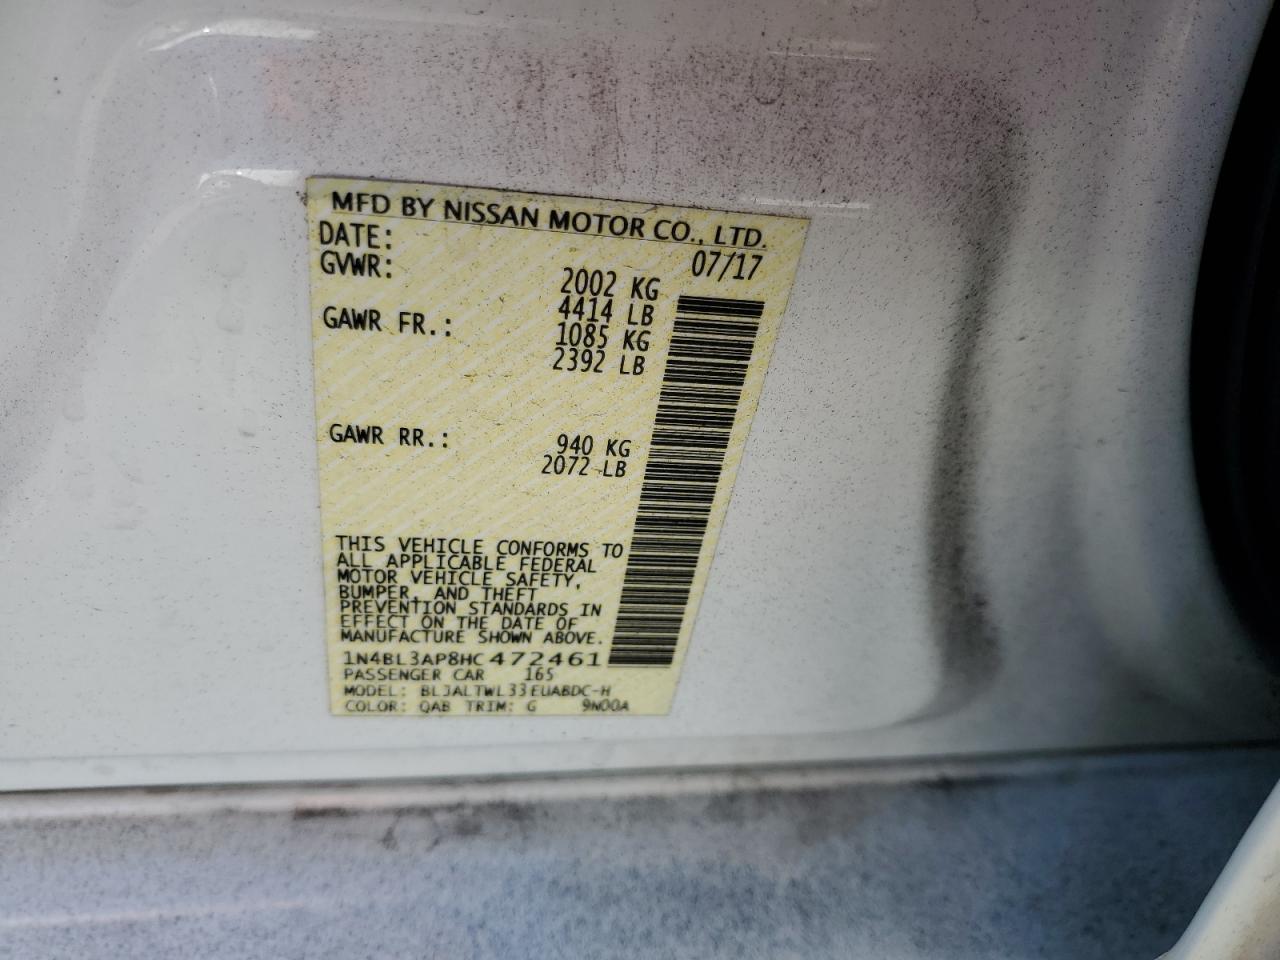 MFD BY NISSAN MOTOR CO., LTD.
DATE: 07/17
GVWR: 2002 KG
4414 LB
GAWR FR.: 1085 KG
2392 LB
GAWR RR.: 940 KG
2072 LB
THIS VEHICLE CONFORMS TO
ALL APPLICABLE FEDERAL
MOTOR VEHICLE SAFETY,
BUMPER, AND THEFT
PREVENTION STANDARDS IN
EFFECT ON THE DATE OF
MANUFACTURE SHOWN ABOVE.
1N4BL3AP8HC472461
PASSENGER CAR 165
MODEL: BL3ALTWL33EUABDC-H
COLOR: QAB TRIM: G 9N00A